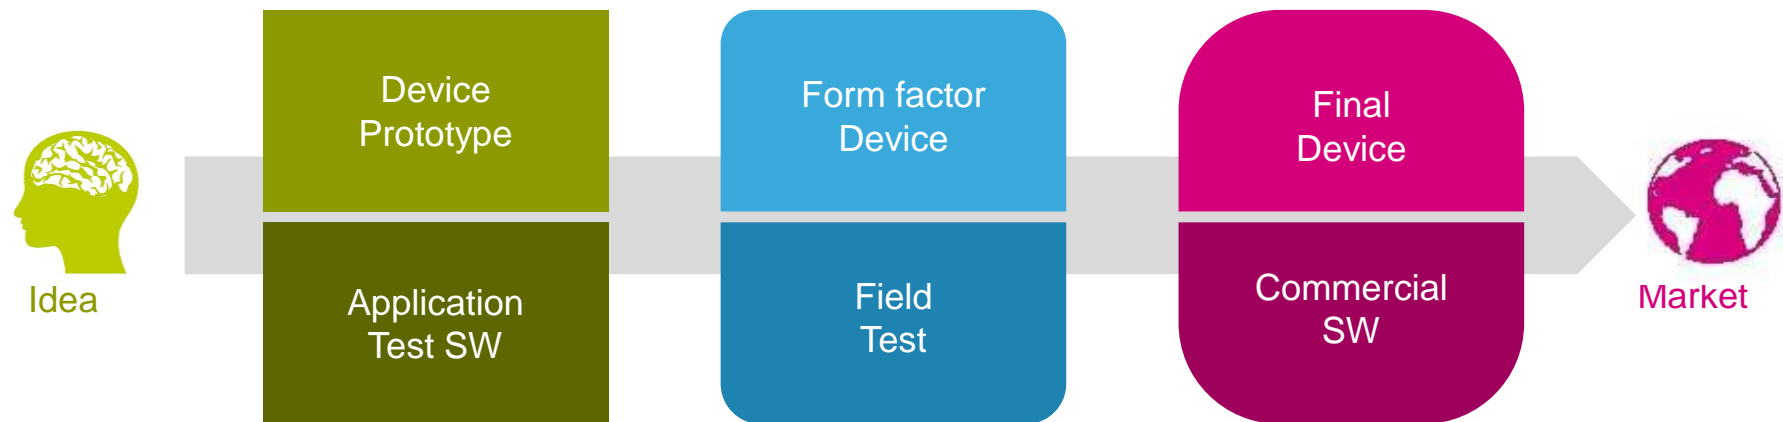 Idea
Device
Prototype
Application
Test SW
Form factor
Device
Field
Test
Final
Device
Commercial
SW
Market